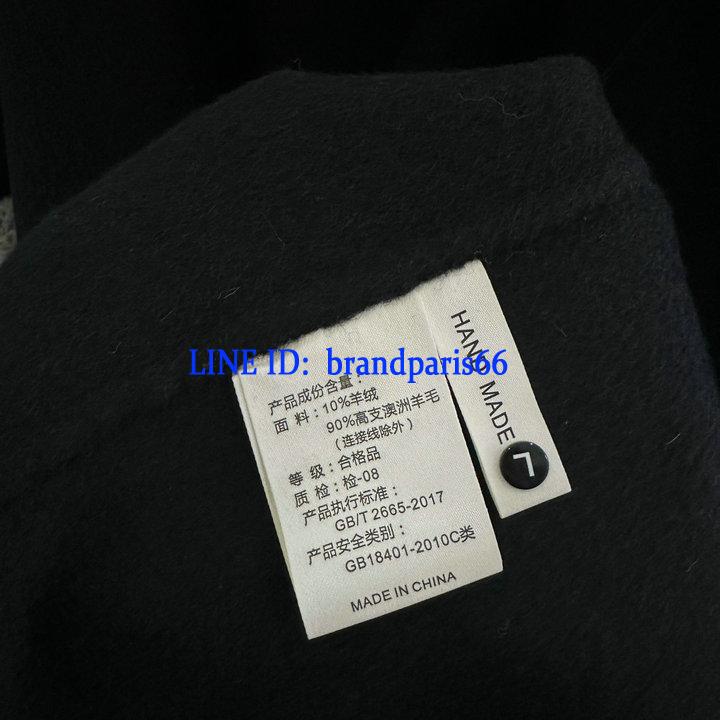 LINE ID: brandparis66
产品成份含量:
面 料:10%羊绒
90%高支澳洲羊毛
(连接线除外)
等 级:合格品
质 检:检-08
产品执行标准:
GB/T 2665-2017
产品安全类别:
GB18401-2010C类
MADE IN CHINA
HAND MADE
L